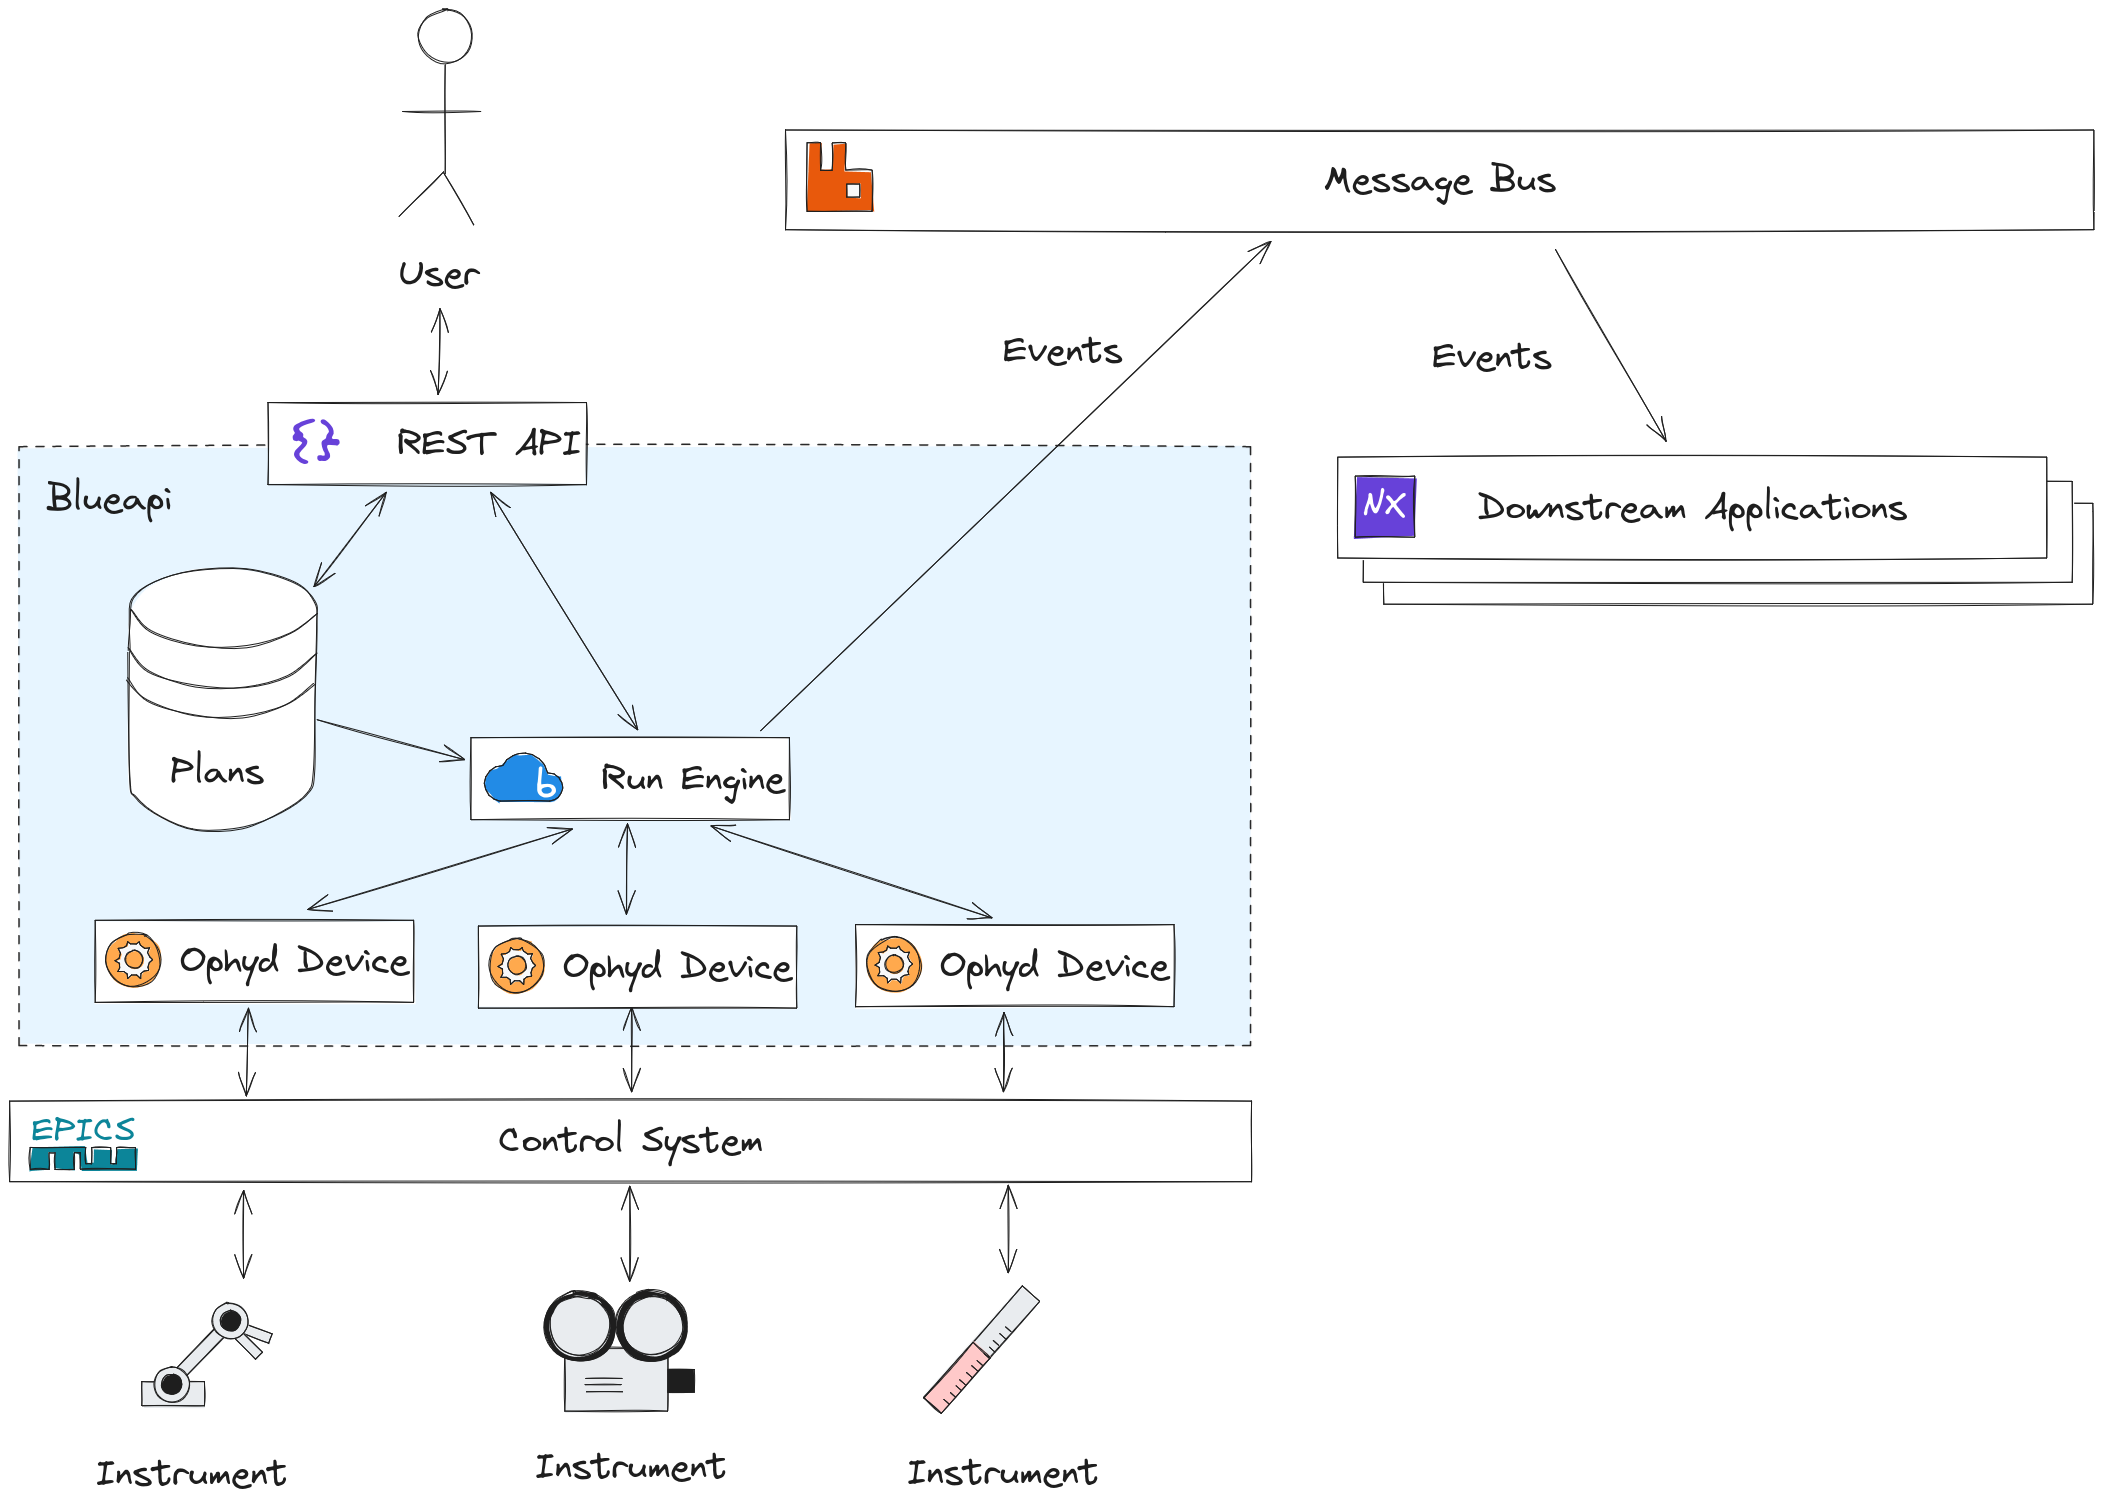 User
Message Bus
Events
Events
REST API
Blueapi
NX
Downstream Applications
Plans
b
Run Engine
Ophyd Device
Ophyd Device
Ophyd Device
EPICS
Control System
Instrument
Instrument
Instrument